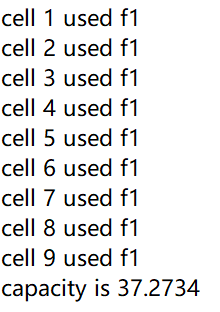 cell 1 used f1
cell 2 used f1
cell 3 used f1
cell 4 used f1
cell 5 used f1
cell 6 used f1
cell 7 used f1
cell 8 used f1
cell 9 used f1
capacity is 37.2734